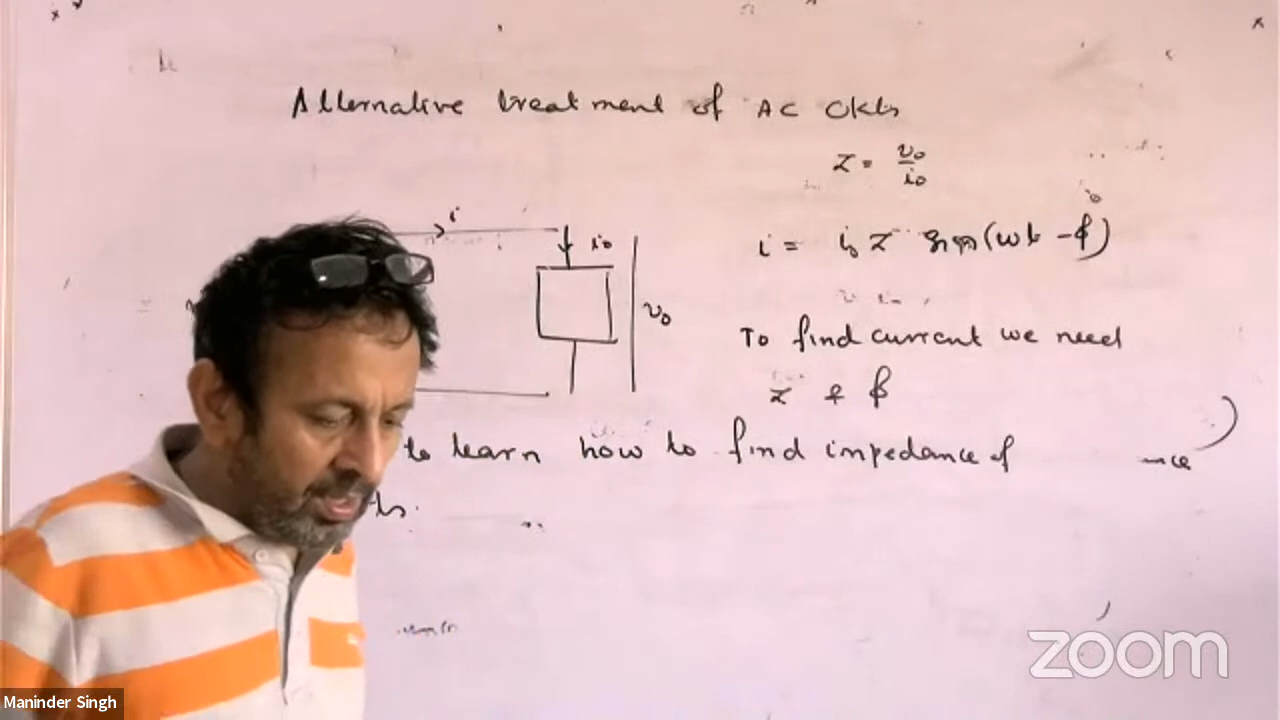 Alternative treatment of AC Ckts
Z = v₀/i₀
i
i₀
v₀
i = i₀ Z sin(ωt - φ)
To find current we need
Z & φ
to learn how to find impedance of
zoom
Maninder Singh